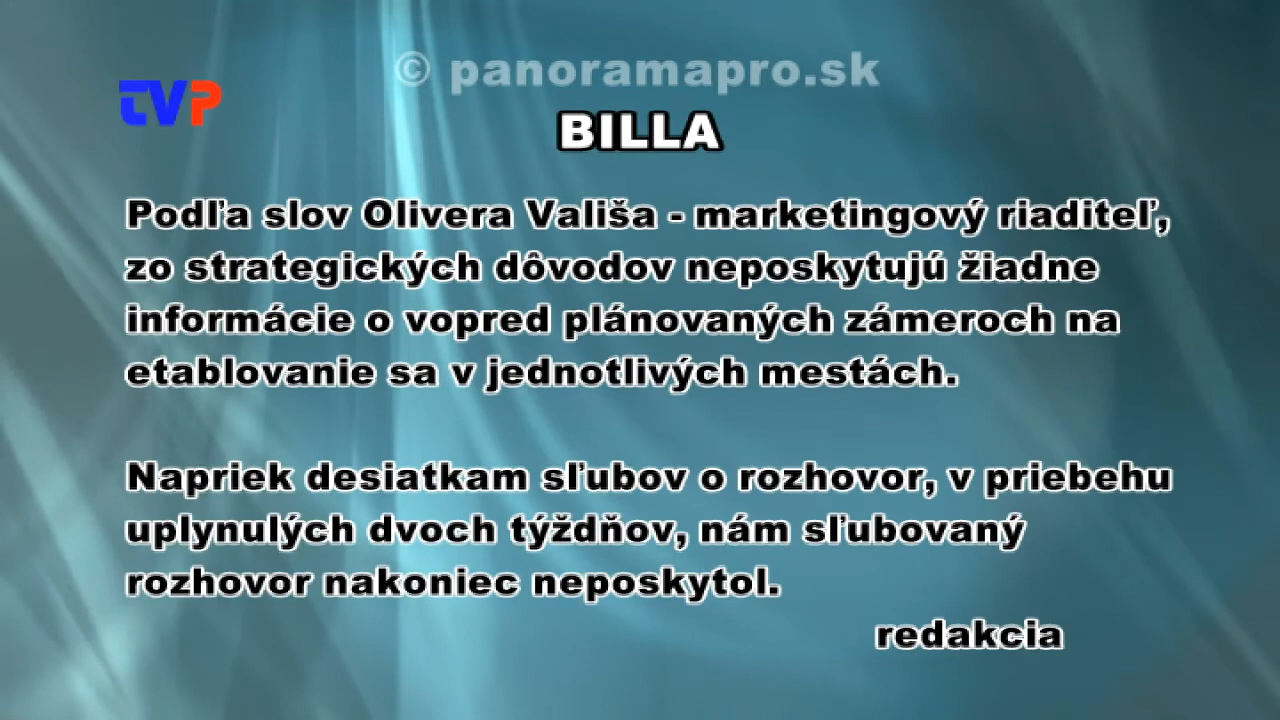 © panoramapro.sk
TVP
BILLA
Podľa slov Olivera Vališa - marketingový riaditeľ,
zo strategických dôvodov neposkytujú žiadne
informácie o vopred plánovaných zámeroch na
etablovanie sa v jednotlivých mestách.
Napriek desiatkam sľubov o rozhovor, v priebehu
uplynulých dvoch týždňov, nám sľubovaný
rozhovor nakoniec neposkytol.
redakcia